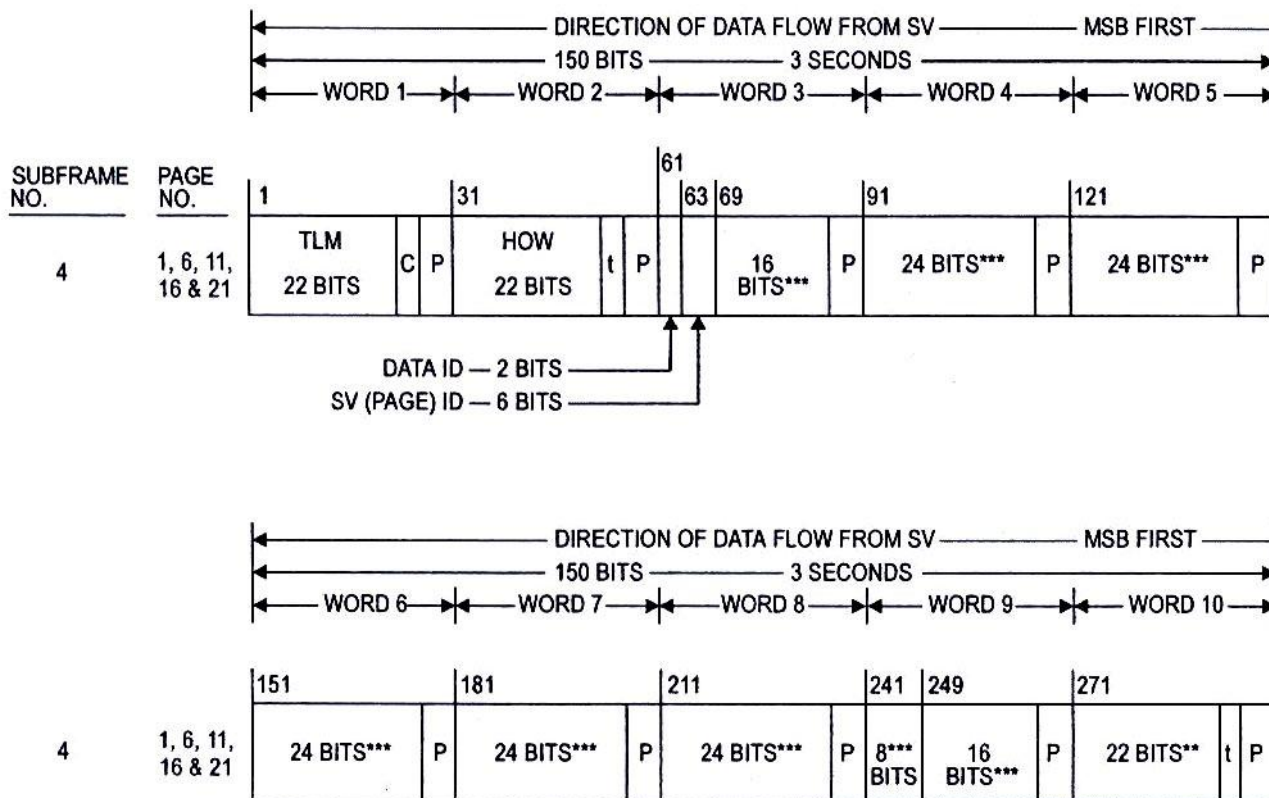 DIRECTION OF DATA FLOW FROM SV MSB FIRST
150 BITS 3 SECONDS
WORD 1 WORD 2 WORD 3 WORD 4 WORD 5
SUBFRAME NO.
PAGE NO.
1 31 61 63 69 91 121
4
1, 6, 11,
16 & 21
TLM
22 BITS
C P
HOW
22 BITS
t P
16
BITS***
P
24 BITS*** P
24 BITS*** P
DATA ID — 2 BITS
SV (PAGE) ID — 6 BITS
DIRECTION OF DATA FLOW FROM SV MSB FIRST
150 BITS 3 SECONDS
WORD 6 WORD 7 WORD 8 WORD 9 WORD 10
151 181 211 241 249 271
4
1, 6, 11,
16 & 21
24 BITS*** P
24 BITS*** P
24 BITS*** P
8***
BITS
16
BITS***
P
22 BITS** t P